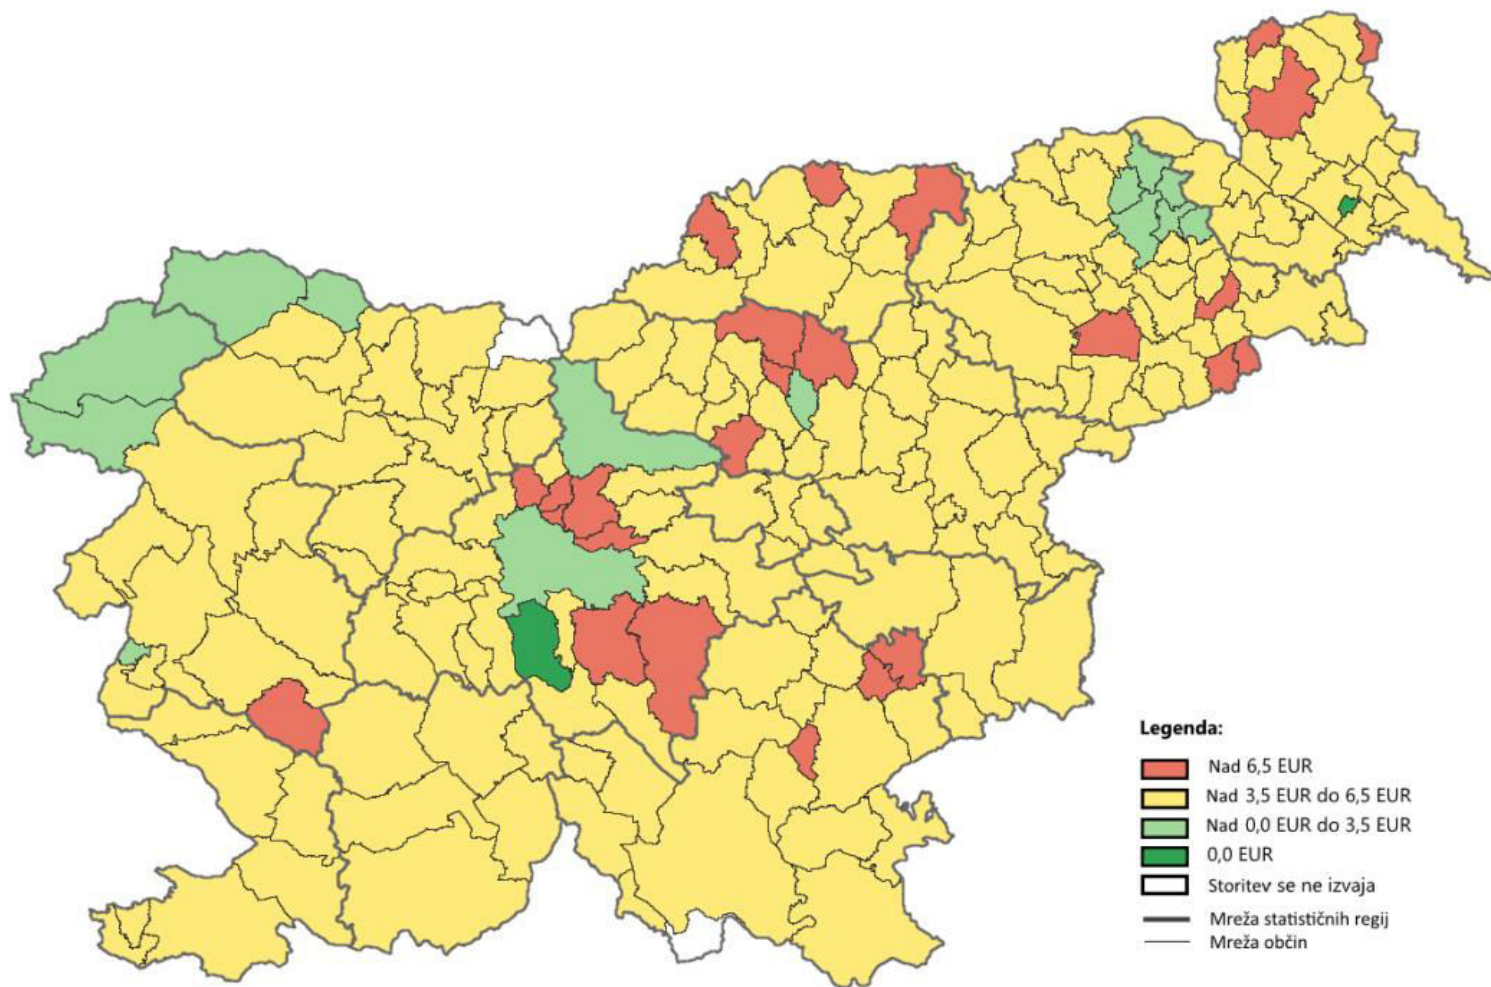 Legenda:
Nad 6,5 EUR
Nad 3,5 EUR do 6,5 EUR
Nad 0,0 EUR do 3,5 EUR
0,0 EUR
Storitev se ne izvaja
Mreža statističnih regij
Mreža občin